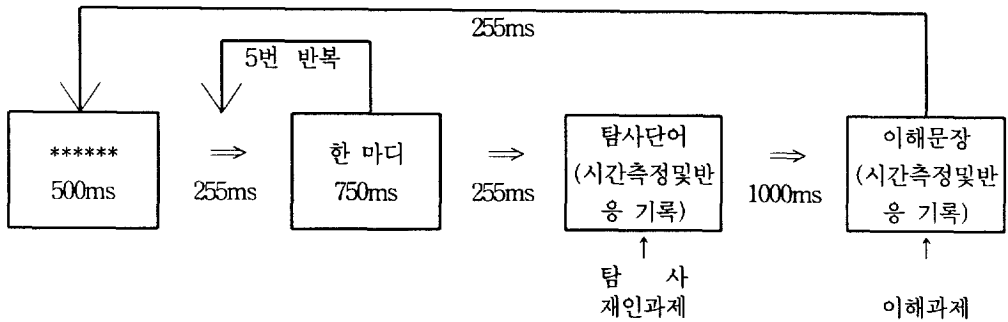 255ms
5번 반복
******
500ms
⇒
255ms
한 마디
750ms
⇒
255ms
탐사단어
(시간측정및반
응 기록)
⇒
1000ms
이해문장
(시간측정및반
응 기록)
↑
탐 사
재인과제
↑
이해과제